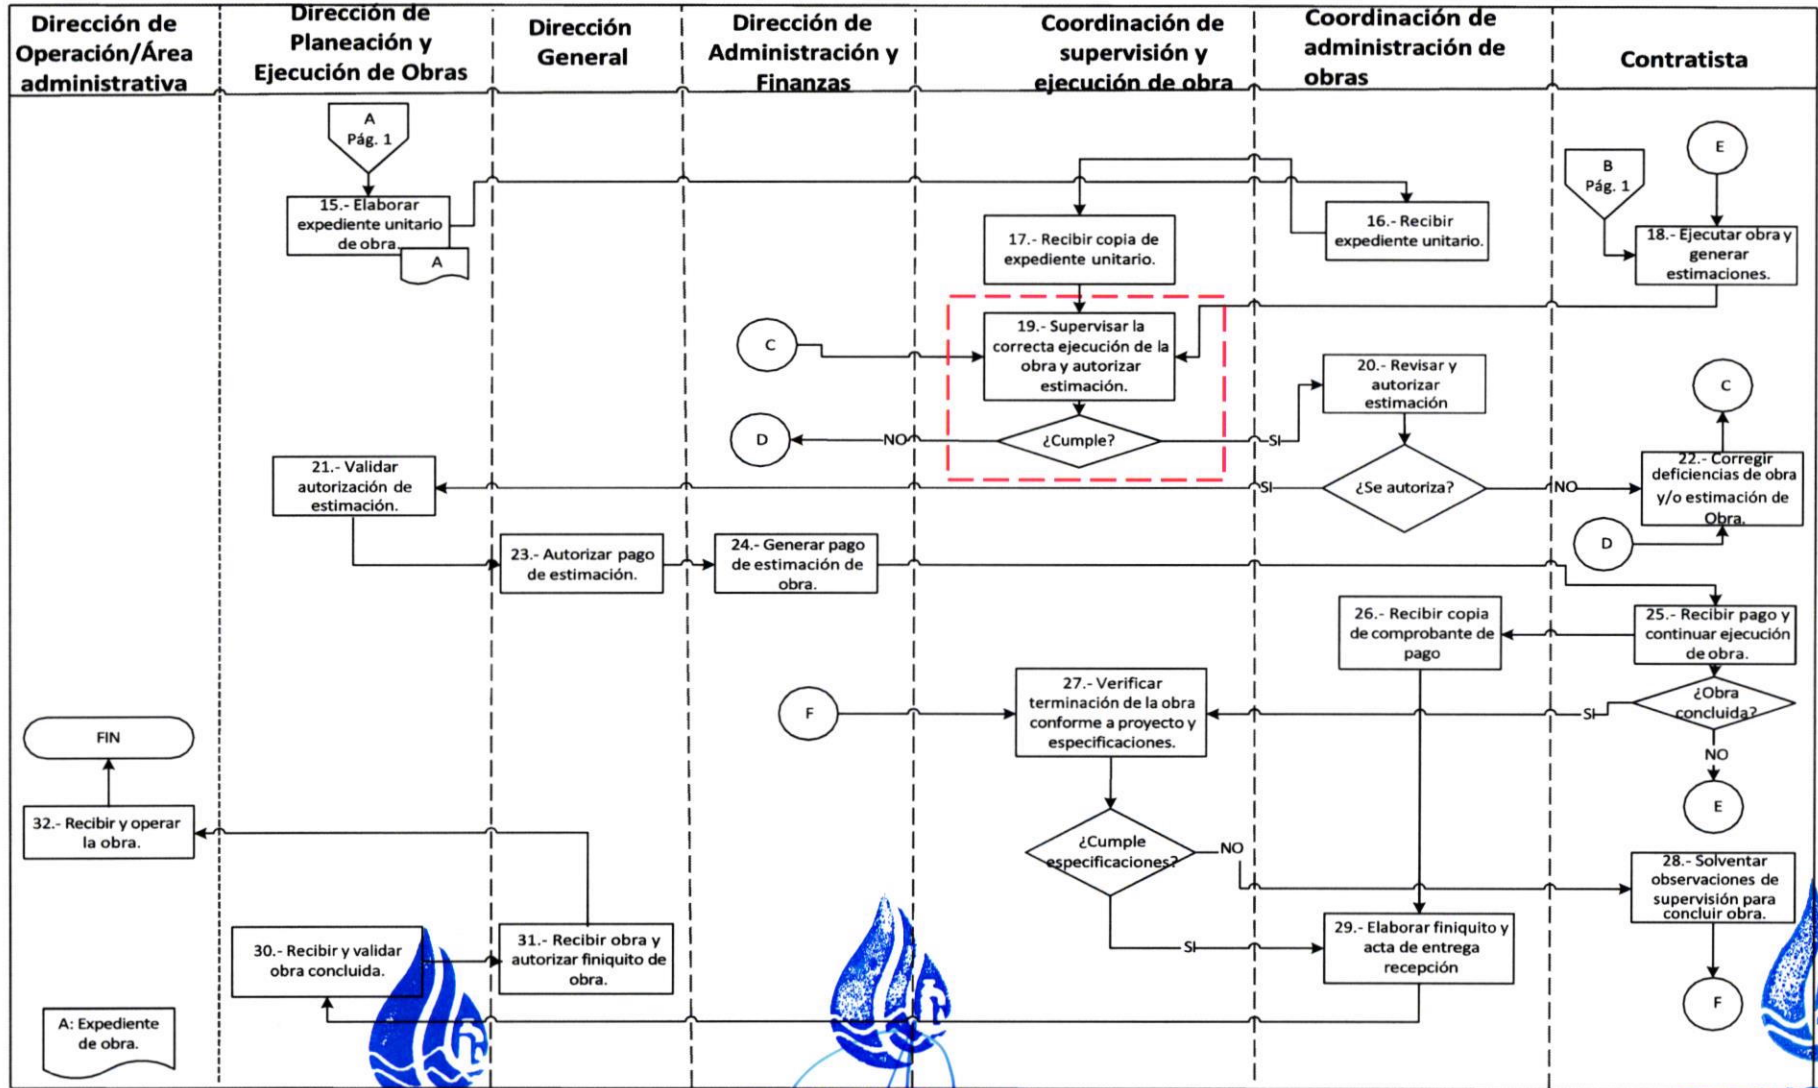 Dirección de
Operación/Área
administrativa
Dirección de
Planeación y
Ejecución de Obras
Dirección
General
Dirección de
Administración y
Finanzas
Coordinación de
supervisión y
ejecución de obra
Coordinación de
administración de
obras
Contratista
A
Pág. 1
15.- Elaborar
expediente unitario
de obra.
A
17.- Recibir copia de
expediente unitario.
16.- Recibir
expediente unitario.
B
Pág. 1
E
18.- Ejecutar obra y
generar
estimaciones.
C
19.- Supervisar la
correcta ejecución de la
obra y autorizar
estimación.
20.- Revisar y
autorizar
estimación
C
D
NO
¿Cumple?
SI
21.- Validar
autorización de
estimación.
SI
¿Se autoriza?
NO
22.- Corregir
deficiencias de obra
y/o estimación de
Obra.
D
23.- Autorizar pago
de estimación.
24.- Generar pago
de estimación de
obra.
26.- Recibir copia
de comprobante de
pago
25.- Recibir pago y
continuar ejecución
de obra.
F
27.- Verificar
terminación de la obra
conforme a proyecto y
especificaciones.
SI
¿Obra
concluida?
NO
E
FIN
32.- Recibir y operar
la obra.
¿Cumple
especificaciones?
NO
28.- Solventar
observaciones de
supervisión para
concluir obra.
30.- Recibir y validar
obra concluida.
31.- Recibir obra y
autorizar finiquito de
obra.
SI
29.- Elaborar finiquito y
acta de entrega
recepción
F
A: Expediente
de obra.